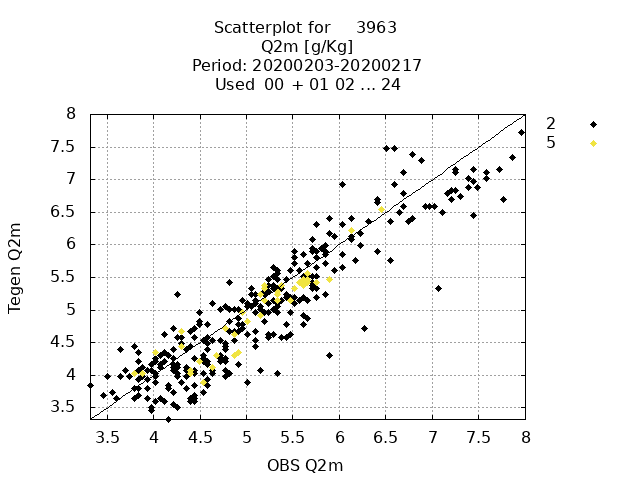 Scatterplot for 3963
Q2m [g/Kg]
Period: 20200203-20200217
Used 00 + 01 02 ... 24
2
5
Tegen Q2m
8
7.5
7
6.5
6
5.5
5
4.5
4
3.5
3.5 4 4.5 5 5.5 6 6.5 7 7.5 8
OBS Q2m